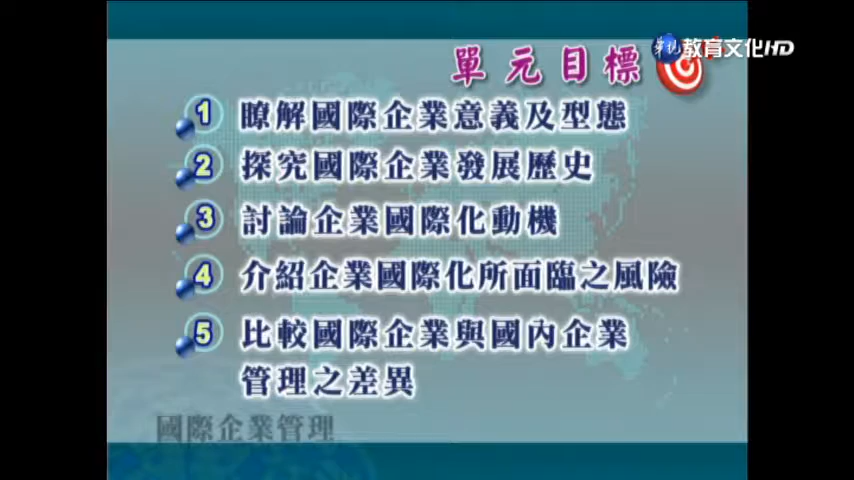 單元目標
華視教育文化HD
1 瞭解國際企業意義及型態
2 探究國際企業發展歷史
3 討論企業國際化動機
4 介紹企業國際化所面臨之風險
5 比較國際企業與國內企業
管理之差異
國際企業管理